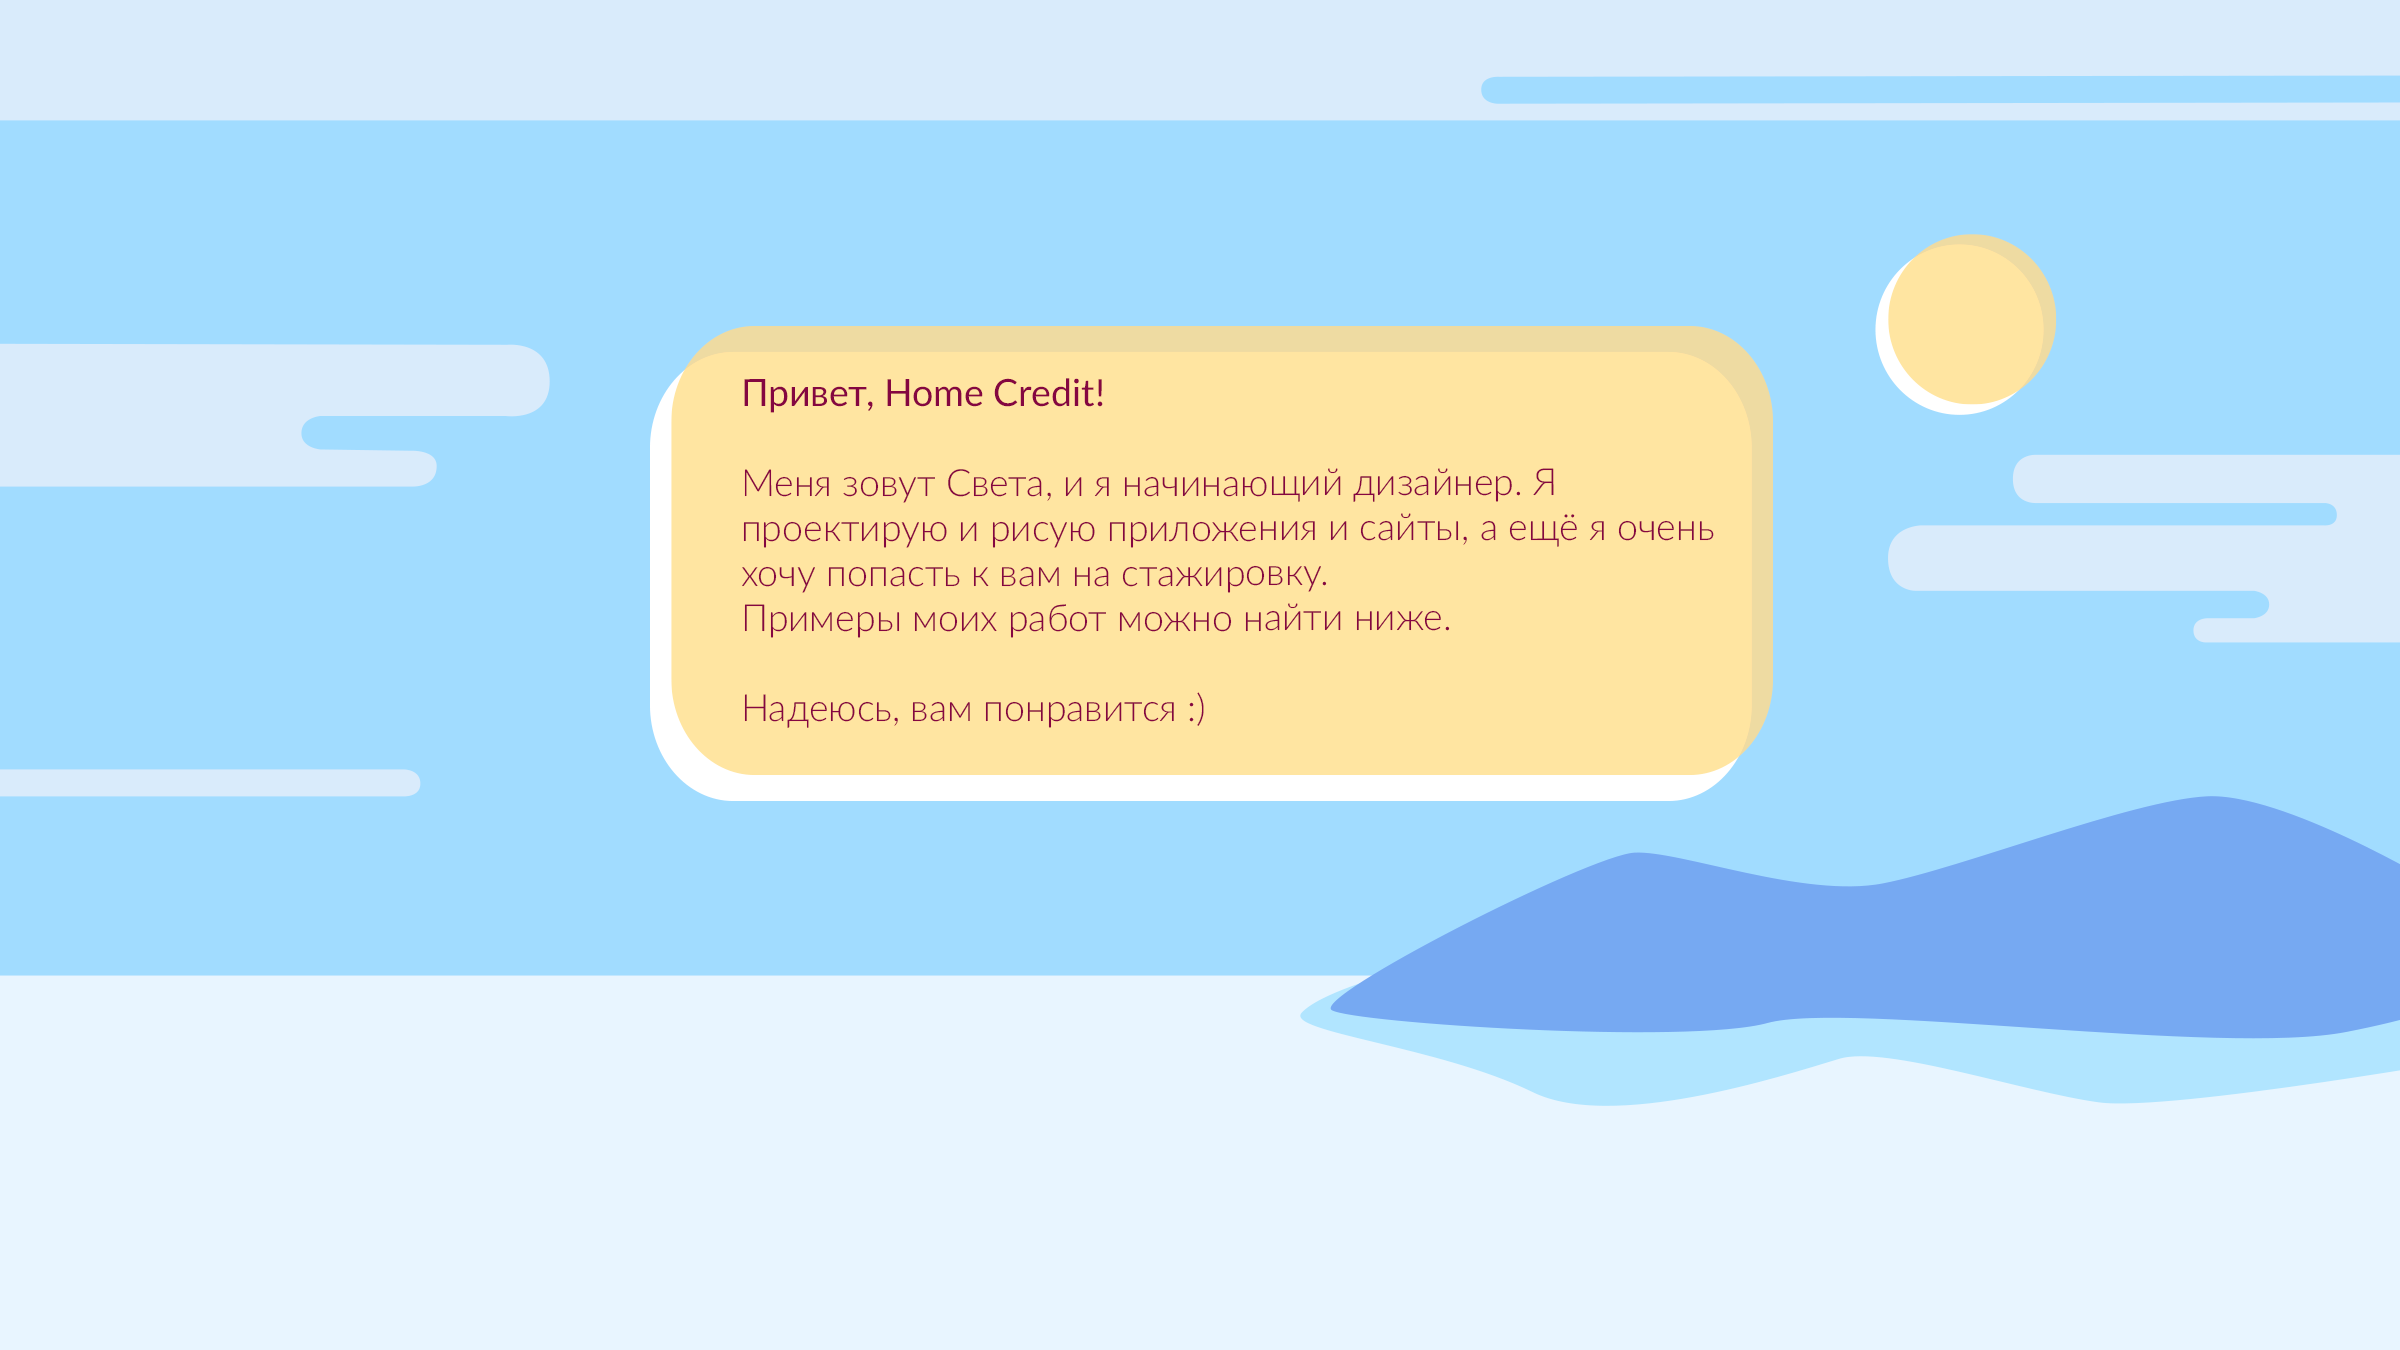 Привет, Home Credit!
Меня зовут Света, и я начинающий дизайнер. Я
проектирую и рисую приложения и сайты, а ещё я очень
хочу попасть к вам на стажировку.
Примеры моих работ можно найти ниже.
Надеюсь, вам понравится :)